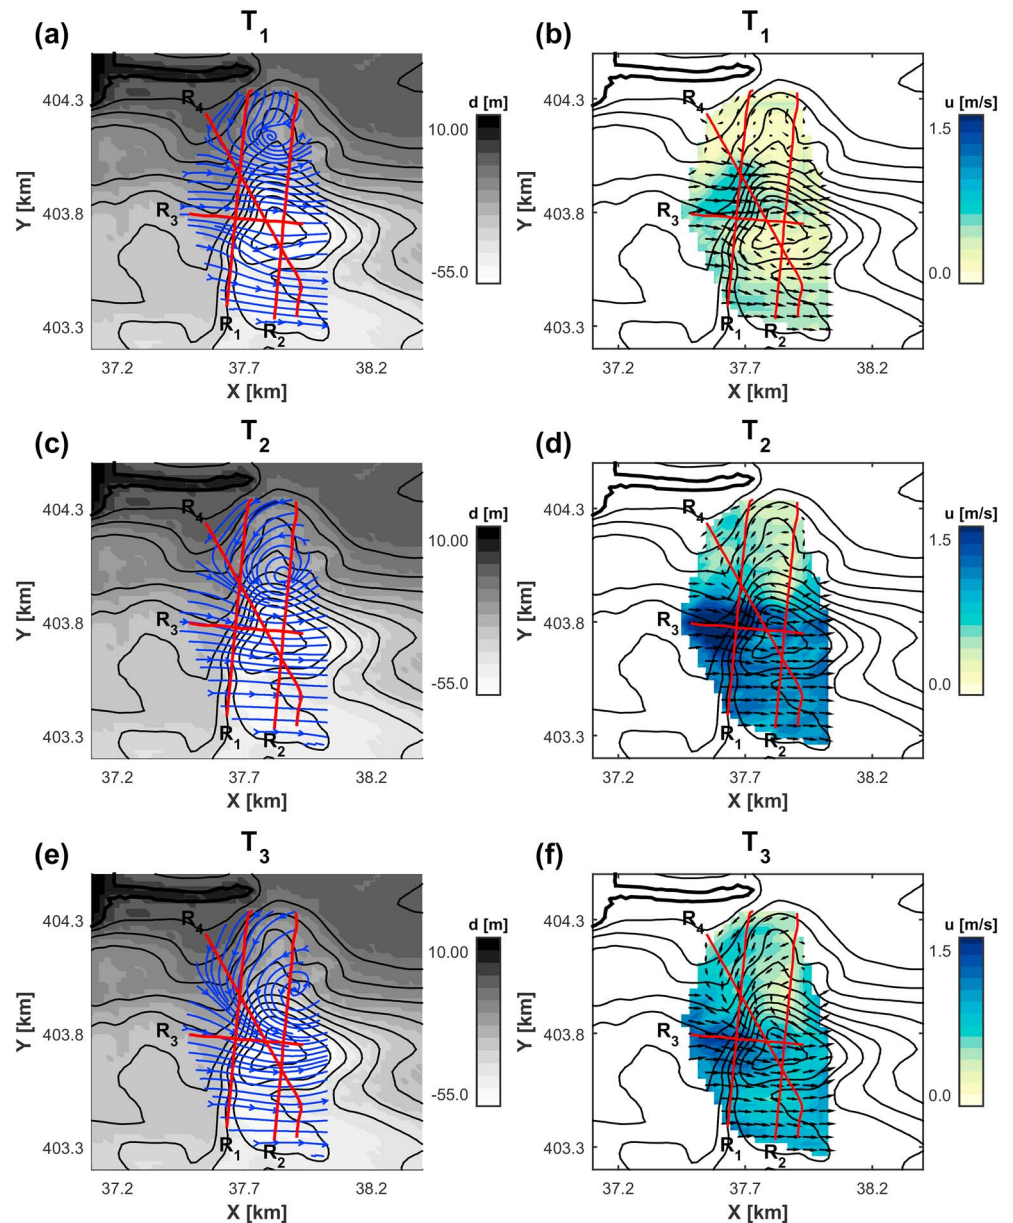 (a) T1 (b) T1
404.3 R4 d [m] 404.3 R4 u [m/s]
10.00 1.5
Y [km] 403.8 R3 Y [km] 403.8 R3
-55.0 0.0
403.3 R1 R2 403.3 R1 R2
37.2 37.7 38.2 37.2 37.7 38.2
X [km] X [km]
(c) T2 (d) T2
404.3 R4 d [m] 404.3 R4 u [m/s]
10.00 1.5
Y [km] 403.8 R3 Y [km] 403.8 R3
-55.0 0.0
403.3 R1 R2 403.3 R1 R2
37.2 37.7 38.2 37.2 37.7 38.2
X [km] X [km]
(e) T3 (f) T3
404.3 R4 d [m] 404.3 R4 u [m/s]
10.00 1.5
Y [km] 403.8 R3 Y [km] 403.8 R3
-55.0 0.0
403.3 R1 R2 403.3 R1 R2
37.2 37.7 38.2 37.2 37.7 38.2
X [km] X [km]